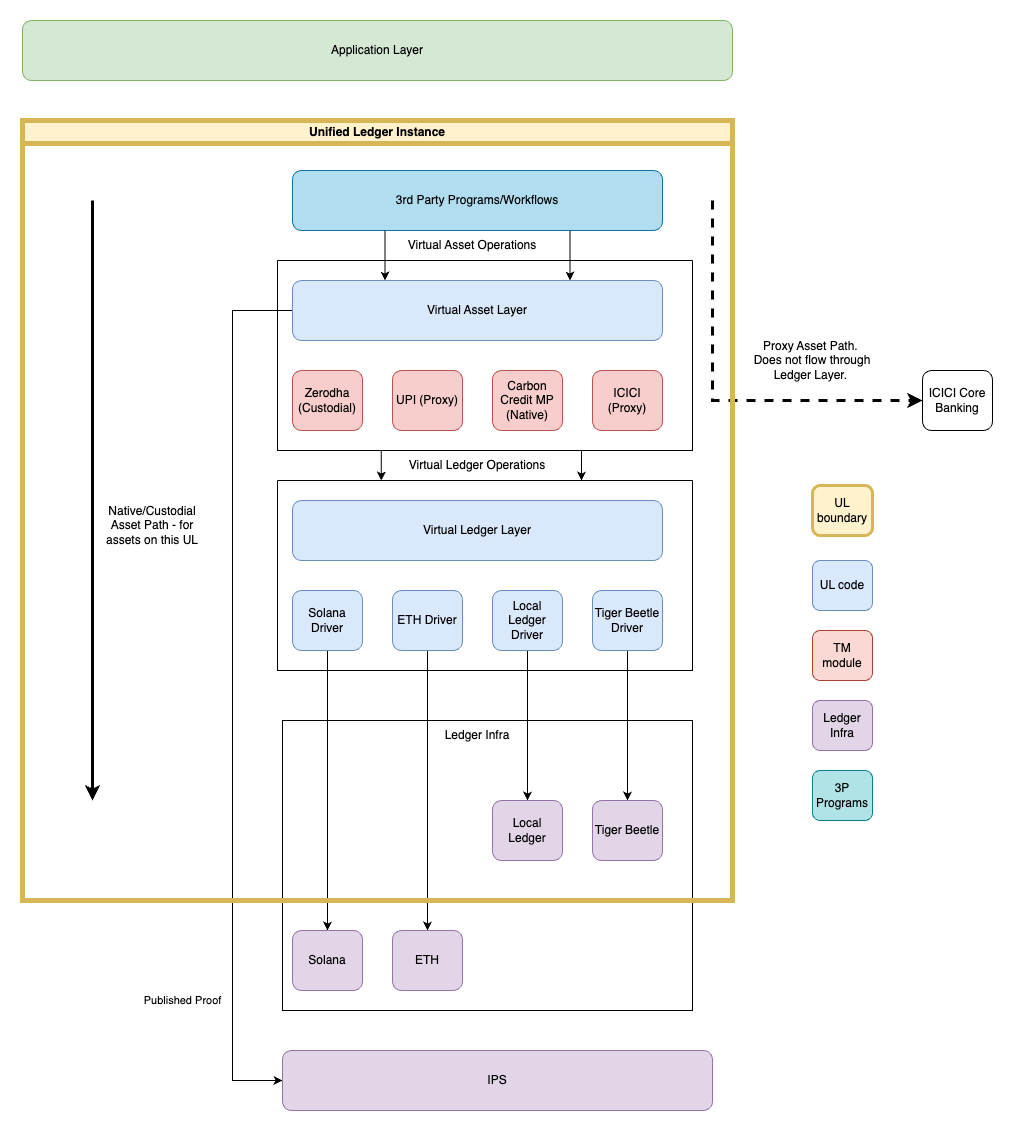 Application Layer
Unified Ledger Instance
3rd Party Programs/Workflows
Virtual Asset Operations
Virtual Asset Layer
Proxy Asset Path.
Does not flow through
Ledger Layer.
Zerodha
(Custodial)
UPI (Proxy)
Carbon
Credit MP
(Native)
ICICI
(Proxy)
ICICI Core
Banking
Virtual Ledger Operations
Native/Custodial
Asset Path - for
assets on this UL
Virtual Ledger Layer
UL
boundary
Solana
Driver
ETH Driver
Local
Ledger
Driver
Tiger Beetle
Driver
UL code
TM
module
Ledger
Infra
3P
Programs
Ledger Infra
Local
Ledger
Tiger Beetle
Solana
ETH
Published Proof
IPS